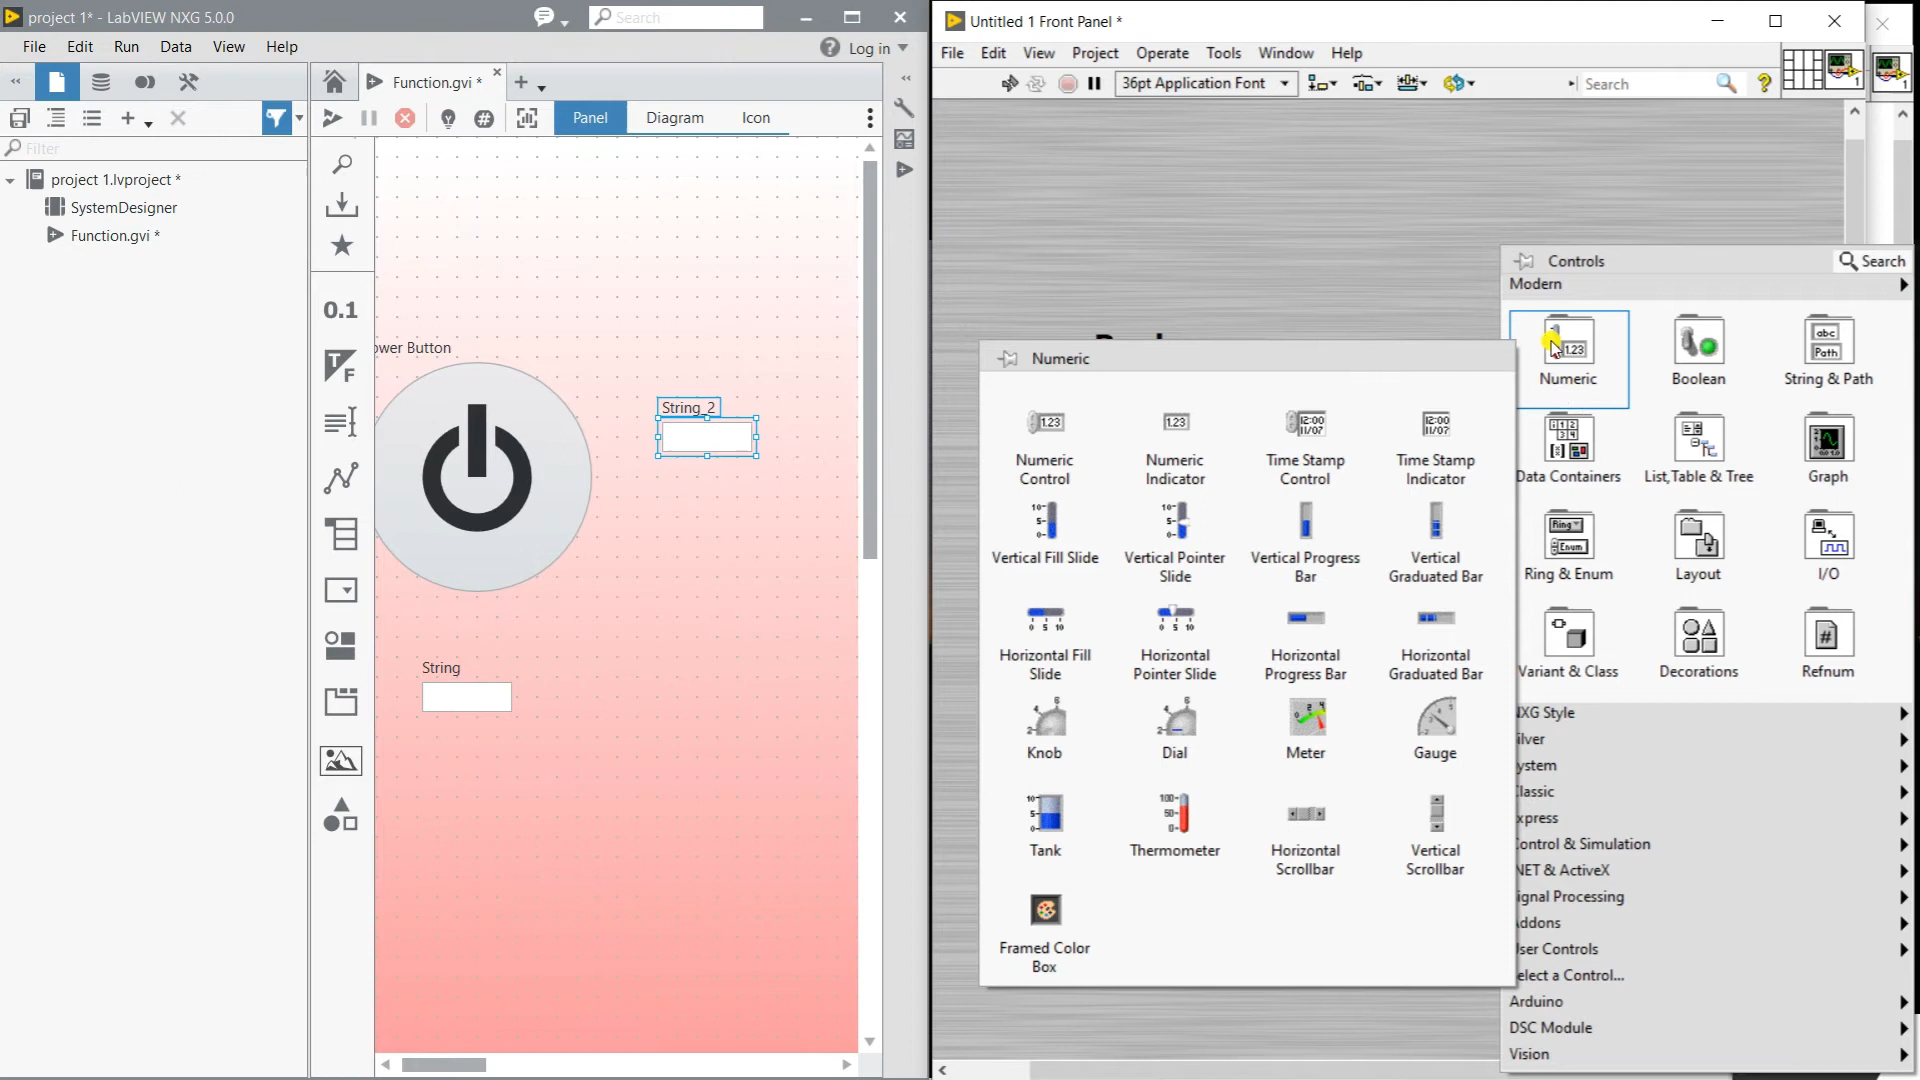 project 1* - LabVIEW NXG 5.0.0
Search
File Edit Run Data View Help
Log in
Function.gvi *
Panel Diagram Icon
Filter
project 1.lvproject *
SystemDesigner
Function.gvi *
0.1
T
F
ower Button
String_2
String
Untitled 1 Front Panel *
File Edit View Project Operate Tools Window Help
36pt Application Font
Search
Controls
Search
Modern
Numeric
Boolean
String & Path
Data Containers
List,Table & Tree
Graph
Ring & Enum
Layout
I/O
Variant & Class
Decorations
Refnum
NXG Style
ilver
ystem
lassic
xpress
ontrol & Simulation
NET & ActiveX
ignal Processing
ddons
ser Controls
elect a Control...
Arduino
DSC Module
Vision
Numeric
Numeric Control
Numeric Indicator
Time Stamp Control
Time Stamp Indicator
Vertical Fill Slide
Vertical Pointer Slide
Vertical Progress Bar
Vertical Graduated Bar
Horizontal Fill Slide
Horizontal Pointer Slide
Horizontal Progress Bar
Horizontal Graduated Bar
Knob
Dial
Meter
Gauge
Tank
Thermometer
Horizontal Scrollbar
Vertical Scrollbar
Framed Color Box